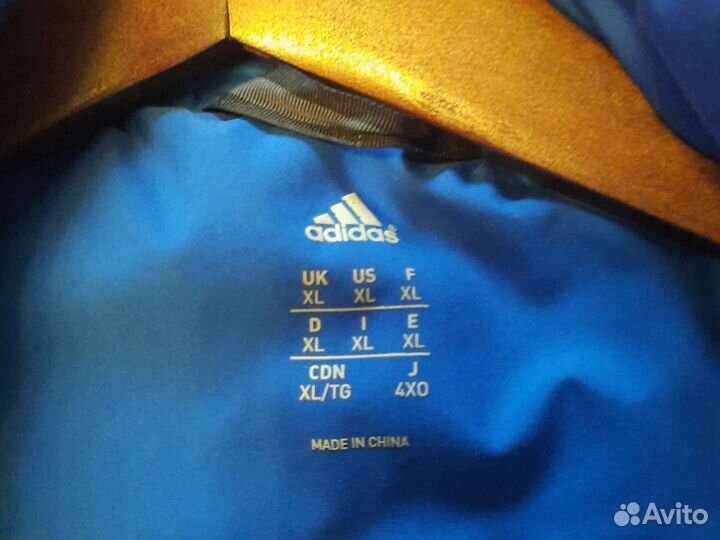 adidas
UK US F
XL XL XL
D I E
XL XL XL
CDN J
XL/TG 4XO
MADE IN CHINA
Avito